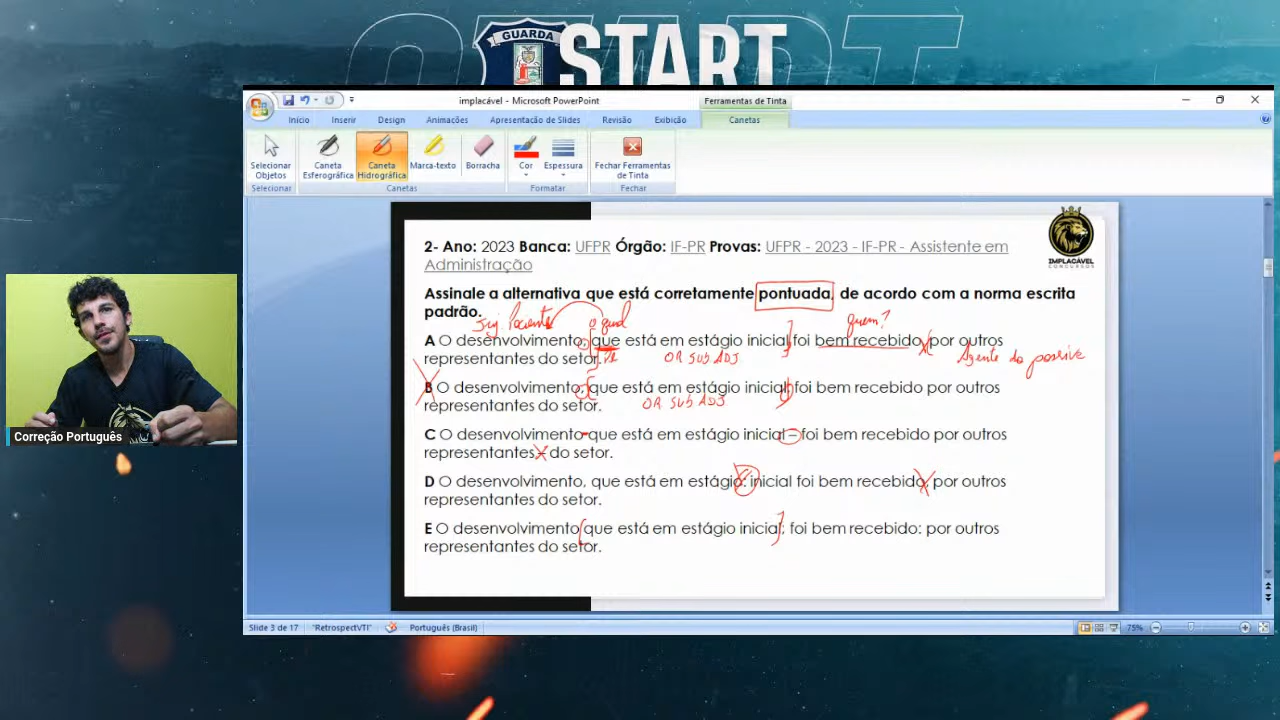 GUARDA
START
implacável - Microsoft PowerPoint
Ferramentas de Tinta
Início Inserir Design Animações Apresentação de Slides Revisão Exibição Canetas
Selecionar Objetos
Caneta Esferográfica
Caneta Hidrográfica
Marca-texto
Borracha
Cor
Espessura
Fechar Ferramentas de Tinta
Selecionar Canetas Formatar Fechar
IMPLACÁVEL
CONCURSOS
2- Ano: 2023 Banca: UFPR Órgão: IF-PR Provas: UFPR - 2023 - IF-PR - Assistente em
Administração
Assinale a alternativa que está corretamente pontuada, de acordo com a norma escrita
padrão.
Suj. Paciente o qual quem?
A O desenvolvimento, que está em estágio inicial, foi bem recebido, por outros
representantes do setor. OR SUB ADJ Agente da passiva
B O desenvolvimento, que está em estágio inicial, foi bem recebido por outros
representantes do setor. OR SUB ADJ
C O desenvolvimento – que está em estágio inicial – foi bem recebido por outros
representantes – do setor.
D O desenvolvimento, que está em estágio: inicial foi bem recebido, por outros
representantes do setor.
E O desenvolvimento que está em estágio inicial; foi bem recebido: por outros
representantes do setor.
Correção Português
Slide 3 de 17 "RetrospectVTI" Português (Brasil) 75%